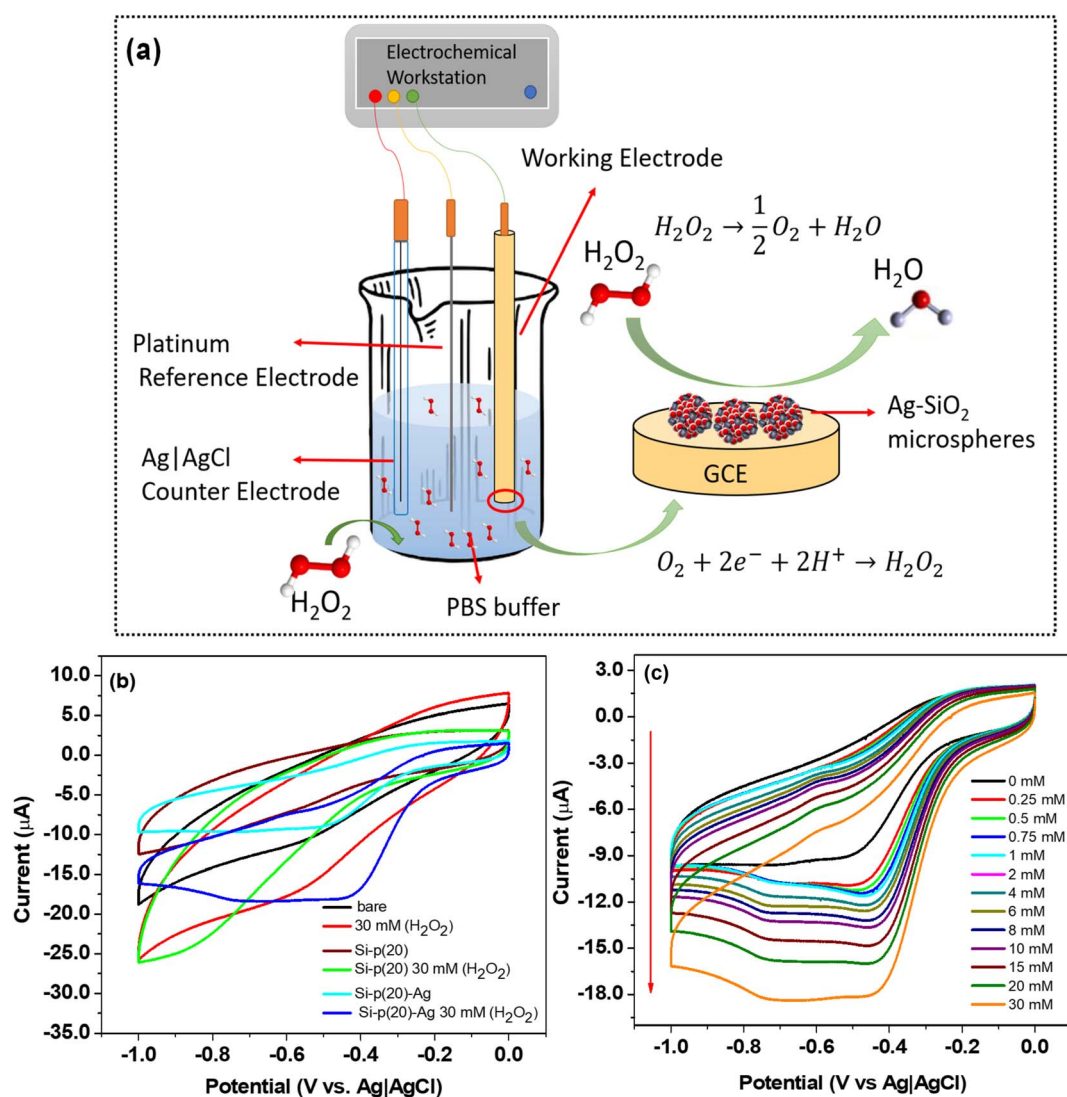 (a)
Electrochemical
Workstation
Working Electrode
H₂O₂ → 1/2 O₂ + H₂O
H₂O₂
H₂O
Platinum
Reference Electrode
Ag-SiO₂
microspheres
Ag|AgCl
Counter Electrode
GCE
O₂ + 2e⁻ + 2H⁺ → H₂O₂
H₂O₂
PBS buffer
(b)
10.0
5.0
0.0
-5.0
-10.0
-15.0
-20.0
-25.0
-30.0
-35.0
Current (μA)
bare
30 mM (H₂O₂)
Si-p(20)
Si-p(20) 30 mM (H₂O₂)
Si-p(20)-Ag
Si-p(20)-Ag 30 mM (H₂O₂)
-1.0 -0.8 -0.6 -0.4 -0.2 0.0
Potential (V vs. Ag|AgCl)
(c)
3.0
0.0
-3.0
-6.0
-9.0
-12.0
-15.0
-18.0
Current (μA)
0 mM
0.25 mM
0.5 mM
0.75 mM
1 mM
2 mM
4 mM
6 mM
8 mM
10 mM
15 mM
20 mM
30 mM
-1.0 -0.8 -0.6 -0.4 -0.2 0.0
Potential (V vs Ag|AgCl)